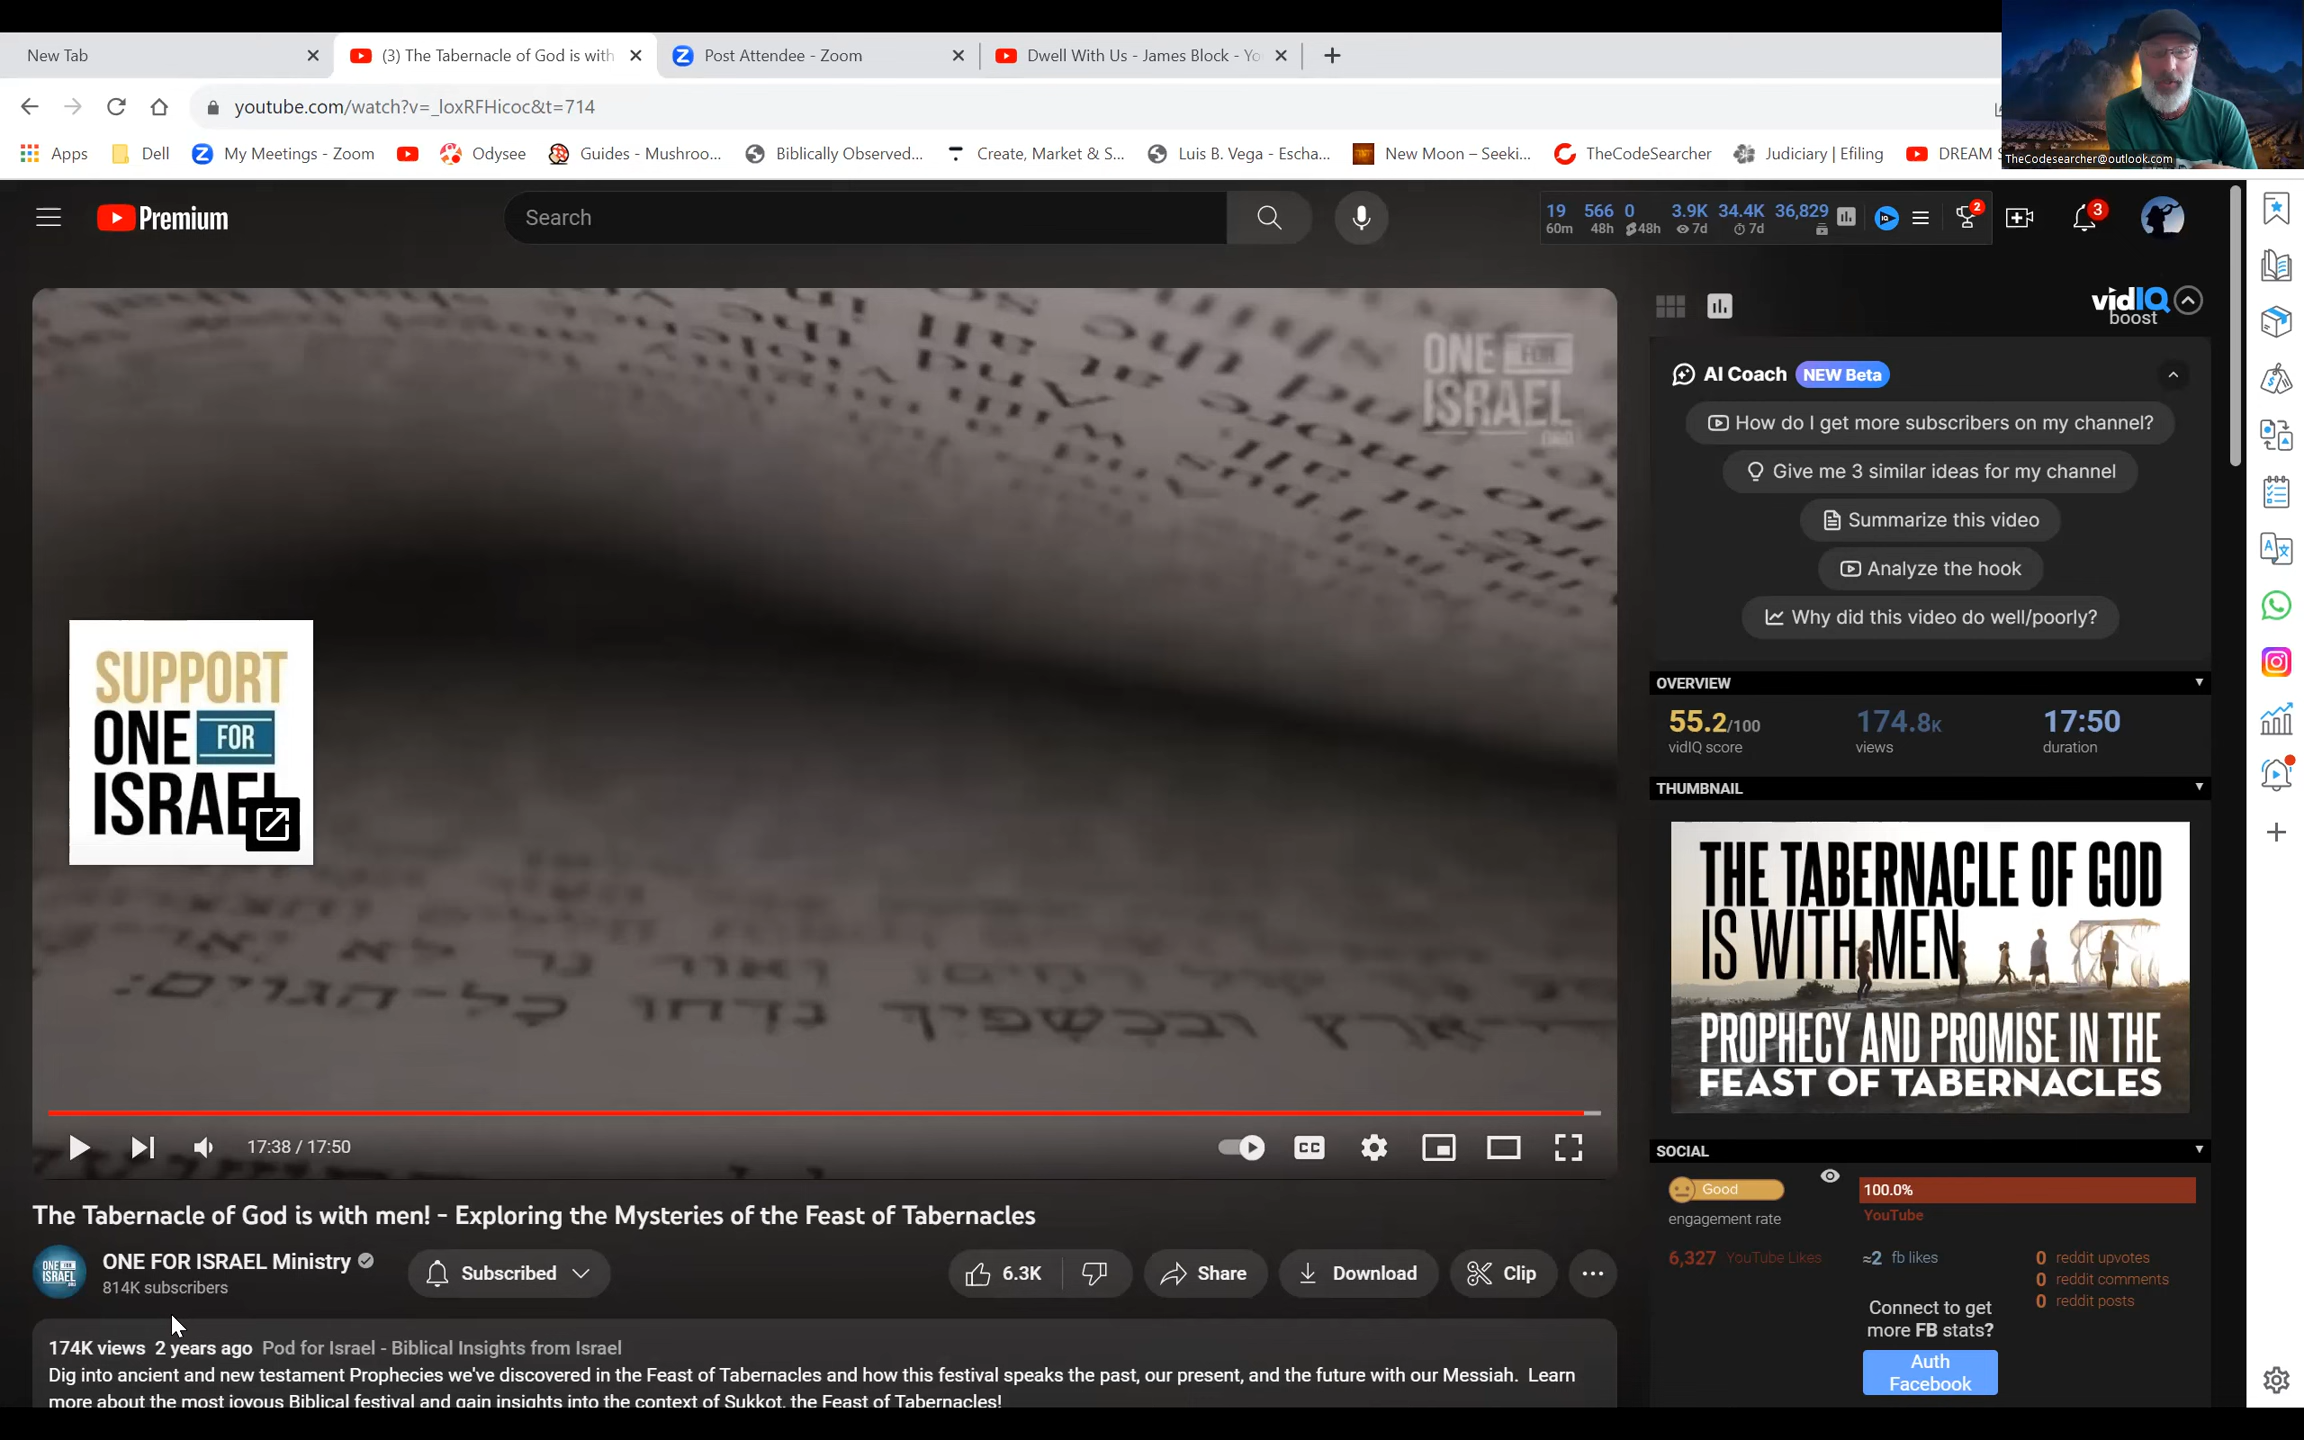 New Tab
(3) The Tabernacle of God is with
Post Attendee - Zoom
Dwell With Us - James Block - Yo
youtube.com/watch?v=_loxRFHicoc&t=714
TheCodesearcher@outlook.com
Apps
Dell
My Meetings - Zoom
Odysee
Guides - Mushroo...
Biblically Observed...
Create, Market & S...
Luis B. Vega - Escha...
New Moon – Seeki...
TheCodeSearcher
Judiciary | Efiling
DREAM S
Premium
Search
19 566 0 3.9K 34.4K 36,829
60m 48h 48h 7d 7d
2
3
ONE FOR
ISRAEL
.ORG
SUPPORT
ONE FOR
ISRAEL
כל-הגוים:
17:38 / 17:50
CC
The Tabernacle of God is with men! - Exploring the Mysteries of the Feast of Tabernacles
ONE FOR ISRAEL
ONE FOR ISRAEL Ministry
814K subscribers
Subscribed
6.3K
Share
Download
Clip
174K views 2 years ago Pod for Israel - Biblical Insights from Israel
Dig into ancient and new testament Prophecies we've discovered in the Feast of Tabernacles and how this festival speaks the past, our present, and the future with our Messiah. Learn
more about the most joyous Biblical festival and gain insights into the context of Sukkot, the Feast of Tabernacles!
vidIQ
boost
AI Coach NEW Beta
How do I get more subscribers on my channel?
Give me 3 similar ideas for my channel
Summarize this video
Analyze the hook
Why did this video do well/poorly?
OVERVIEW
55.2/100
vidIQ score
174.8K
views
17:50
duration
THUMBNAIL
THE TABERNACLE OF GOD
IS WITH MEN
PROPHECY AND PROMISE IN THE
FEAST OF TABERNACLES
SOCIAL
Good
engagement rate
100.0%
YouTube
6,327 YouTube Likes
≈2 fb likes
0 reddit upvotes
0 reddit comments
0 reddit posts
Connect to get
more FB stats?
Auth
Facebook